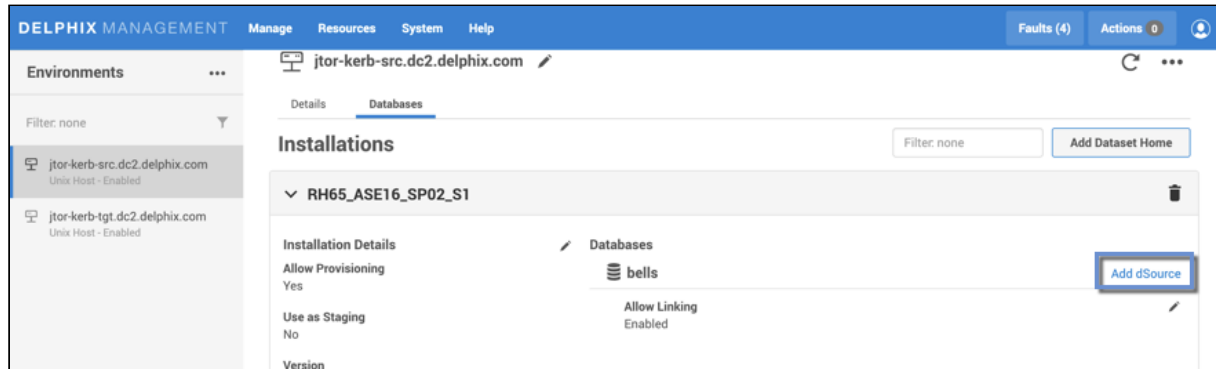 DELPHIX MANAGEMENT Manage Resources System Help Faults (4) Actions 0
Environments ...
jtor-kerb-src.dc2.delphix.com
...
Details Databases
Filter: none
Installations
Filter: none
Add Dataset Home
jtor-kerb-src.dc2.delphix.com
Unix Host - Enabled
RH65_ASE16_SP02_S1
jtor-kerb-tgt.dc2.delphix.com
Unix Host - Enabled
Installation Details
Databases
Allow Provisioning
Yes
bells
Add dSource
Use as Staging
No
Allow Linking
Enabled
Version